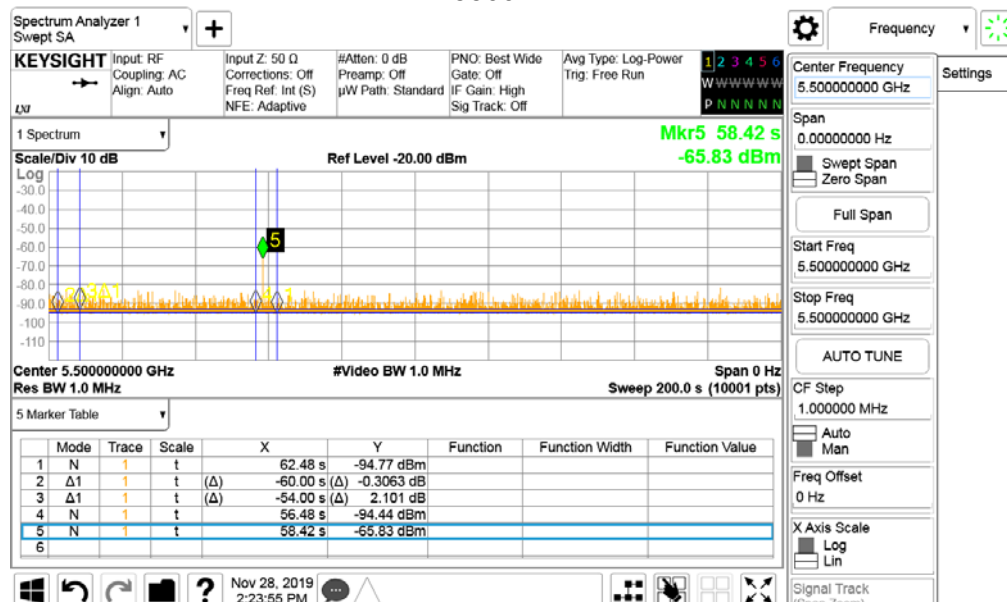 Spectrum Analyzer 1
Swept SA
Frequency
KEYSIGHT
LXI
Input: RF
Coupling: AC
Align: Auto
Input Z: 50 Ω
Corrections: Off
Freq Ref: Int (S)
NFE: Adaptive
#Atten: 0 dB
Preamp: Off
µW Path: Standard
PNO: Best Wide
Gate: Off
IF Gain: High
Sig Track: Off
Avg Type: Log-Power
Trig: Free Run
1 2 3 4 5 6
W W W W W W
P N N N N N
1 Spectrum
Mkr5 58.42 s
-65.83 dBm
Scale/Div 10 dB
Ref Level -20.00 dBm
Log
-30.0
-40.0
-50.0
5
-60.0
-70.0
-80.0
-90.0
-100
-110
Center 5.500000000 GHz
#Video BW 1.0 MHz
Span 0 Hz
Res BW 1.0 MHz
Sweep 200.0 s (10001 pts)
5 Marker Table
Mode Trace Scale X Y Function Function Width Function Value
1 N 1 t 62.48 s -94.77 dBm
2 Δ1 1 t (Δ) -60.00 s (Δ) -0.3063 dB
3 Δ1 1 t (Δ) -54.00 s (Δ) 2.101 dB
4 N 1 t 56.48 s -94.44 dBm
5 N 1 t 58.42 s -65.83 dBm
6
?
Nov 28, 2019
2:23:55 PM
Center Frequency
5.500000000 GHz
Settings
Span
0.00000000 Hz
Swept Span
Zero Span
Full Span
Start Freq
5.500000000 GHz
Stop Freq
5.500000000 GHz
AUTO TUNE
CF Step
1.000000 MHz
Auto
Man
Freq Offset
0 Hz
X Axis Scale
Log
Lin
Signal Track
(Span Zoom)